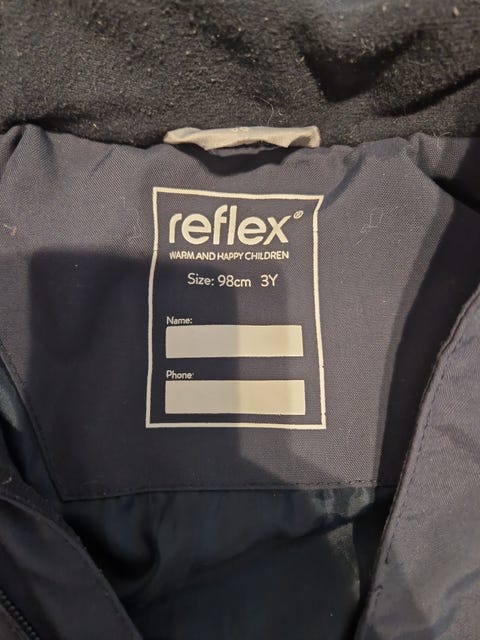 reflex®
WARM AND HAPPY CHILDREN
Size: 98cm 3Y
Name:
Phone: